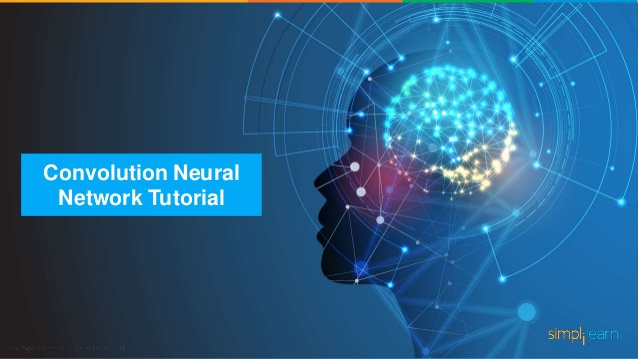 Convolution Neural
Network Tutorial
simplilearn